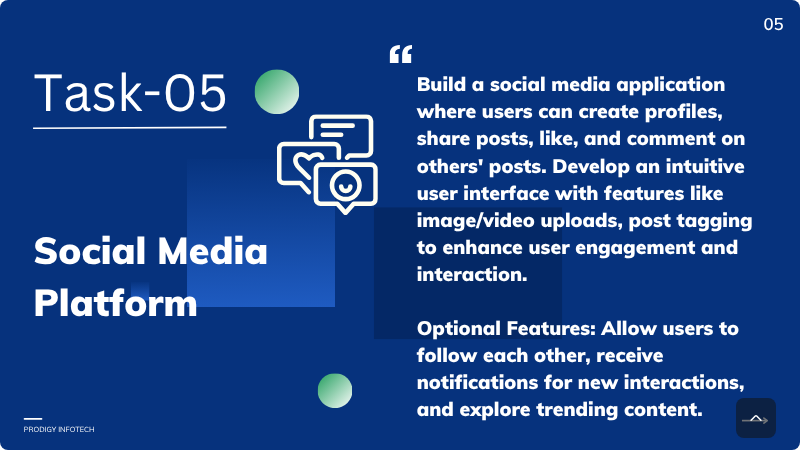 05
Task-05
Social Media
Platform
“
Build a social media application
where users can create profiles,
share posts, like, and comment on
others' posts. Develop an intuitive
user interface with features like
image/video uploads, post tagging
to enhance user engagement and
interaction.
Optional Features: Allow users to
follow each other, receive
notifications for new interactions,
and explore trending content.
PRODIGY INFOTECH